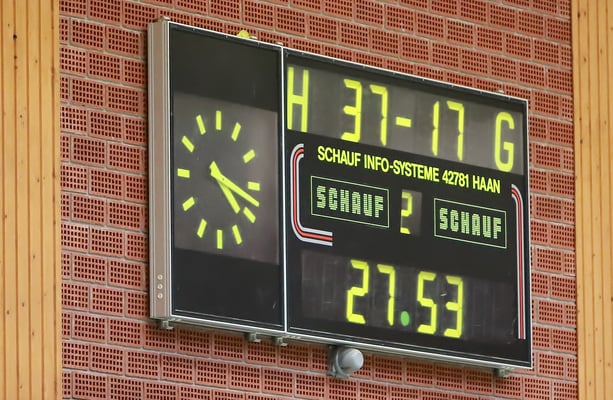 H 37-17 G
SCHAUF INFO-SYSTEME 42781 HAAN
SCHAUF 2 SCHAUF
27.53